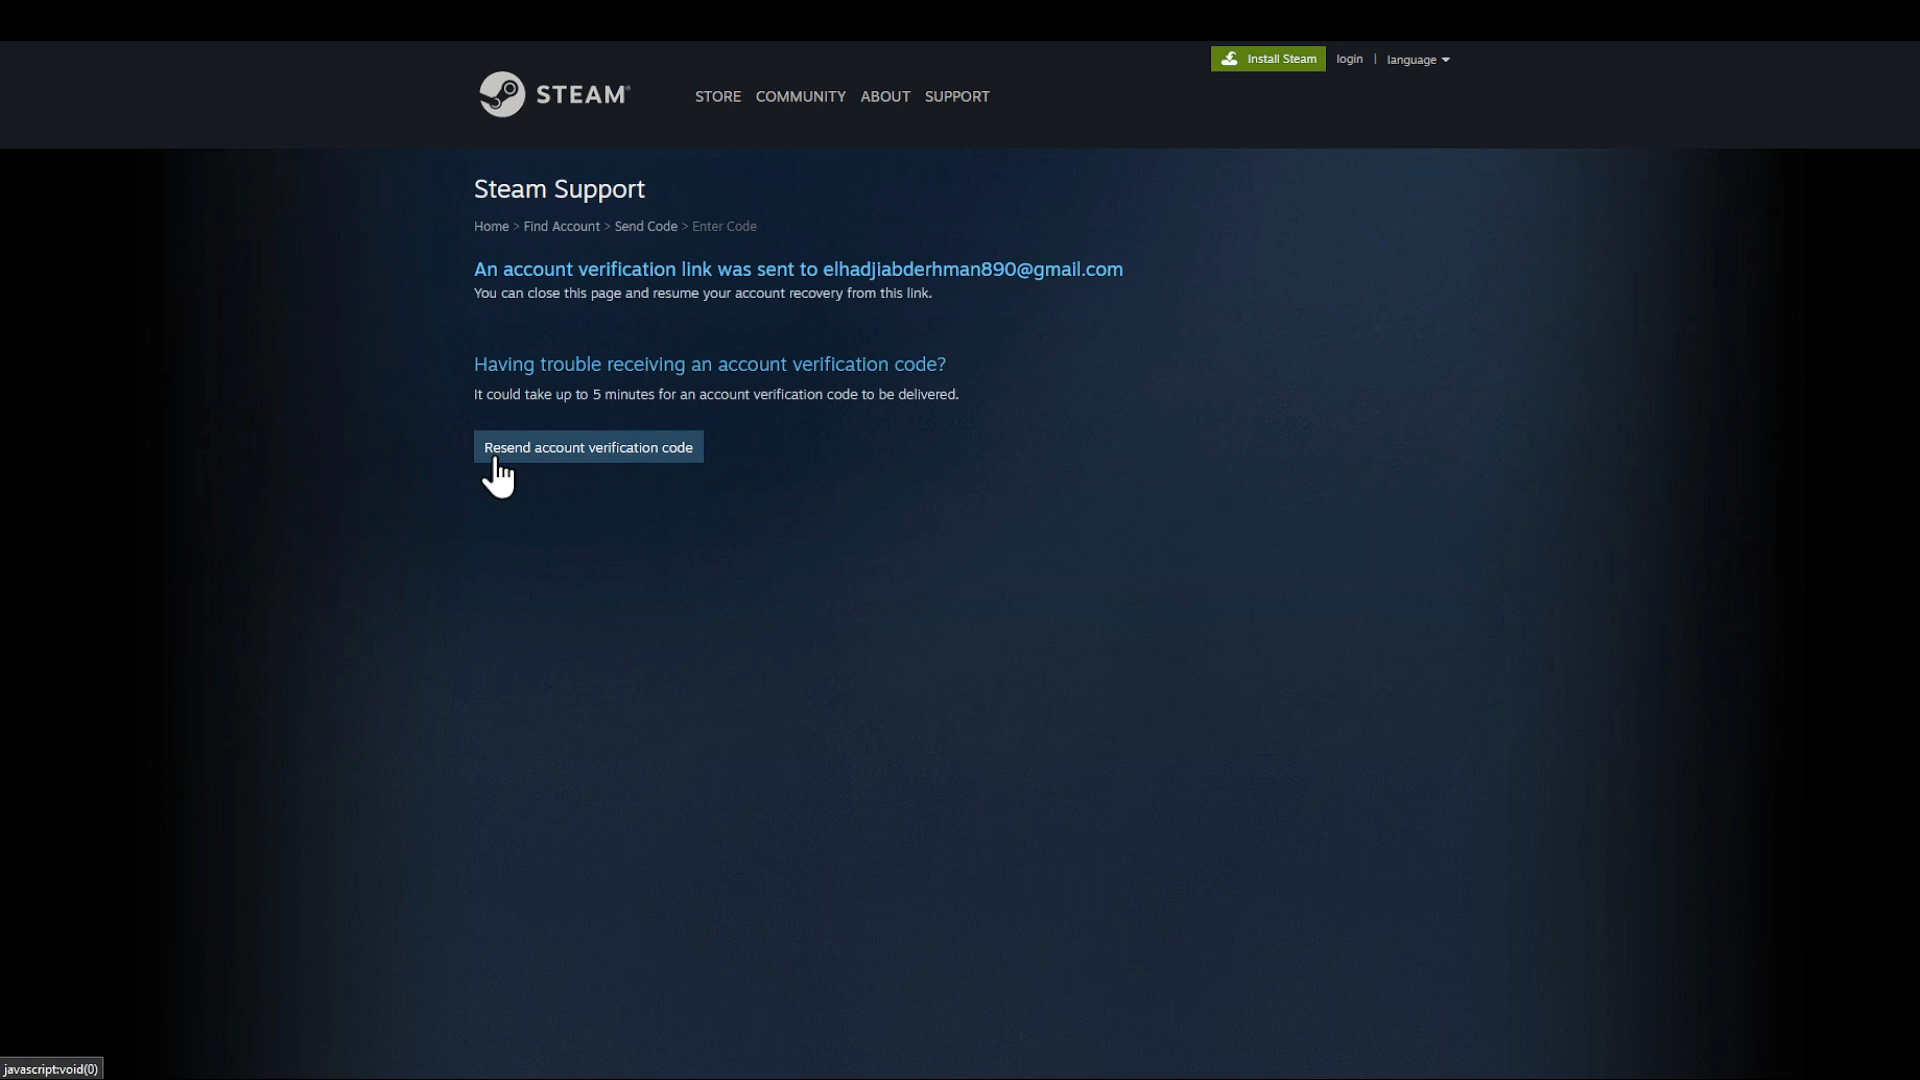 Install Steam login | language
STEAM®
STORE COMMUNITY ABOUT SUPPORT
Steam Support
Home > Find Account > Send Code > Enter Code
An account verification link was sent to elhadjiabderhman890@gmail.com
You can close this page and resume your account recovery from this link.
Having trouble receiving an account verification code?
It could take up to 5 minutes for an account verification code to be delivered.
Resend account verification code
javascript:void(0)